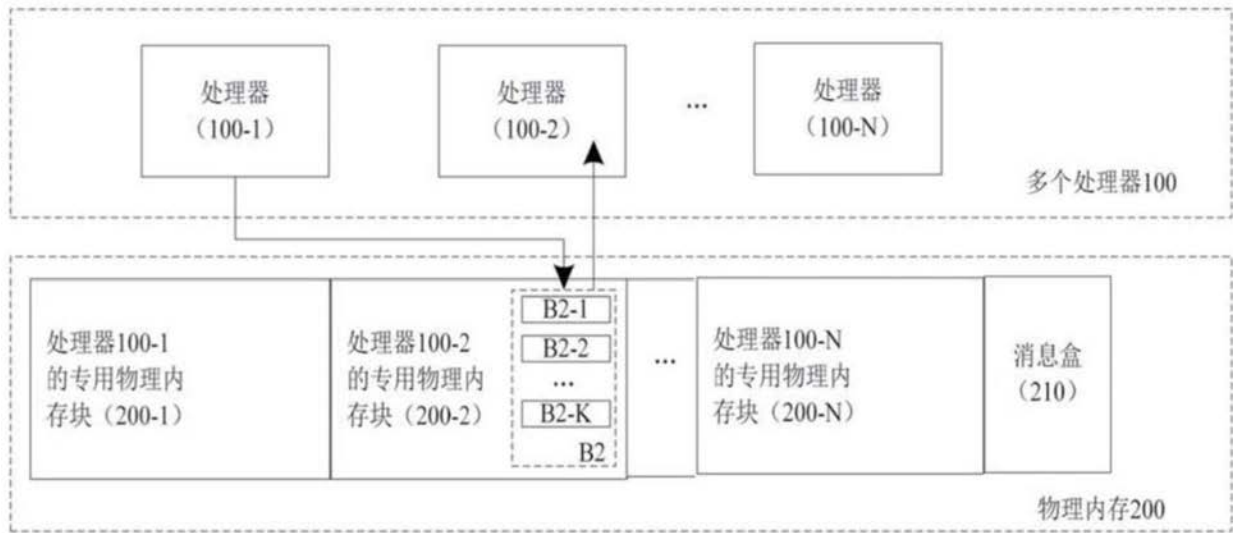 处理器
（100-1）
处理器
（100-2）
...
处理器
（100-N）
多个处理器100
处理器100-1
的专用物理内
存块（200-1）
处理器100-2
的专用物理内
存块（200-2）
B2-1
B2-2
...
B2-K
B2
...
处理器100-N
的专用物理内
存块（200-N）
消息盒
（210）
物理内存200